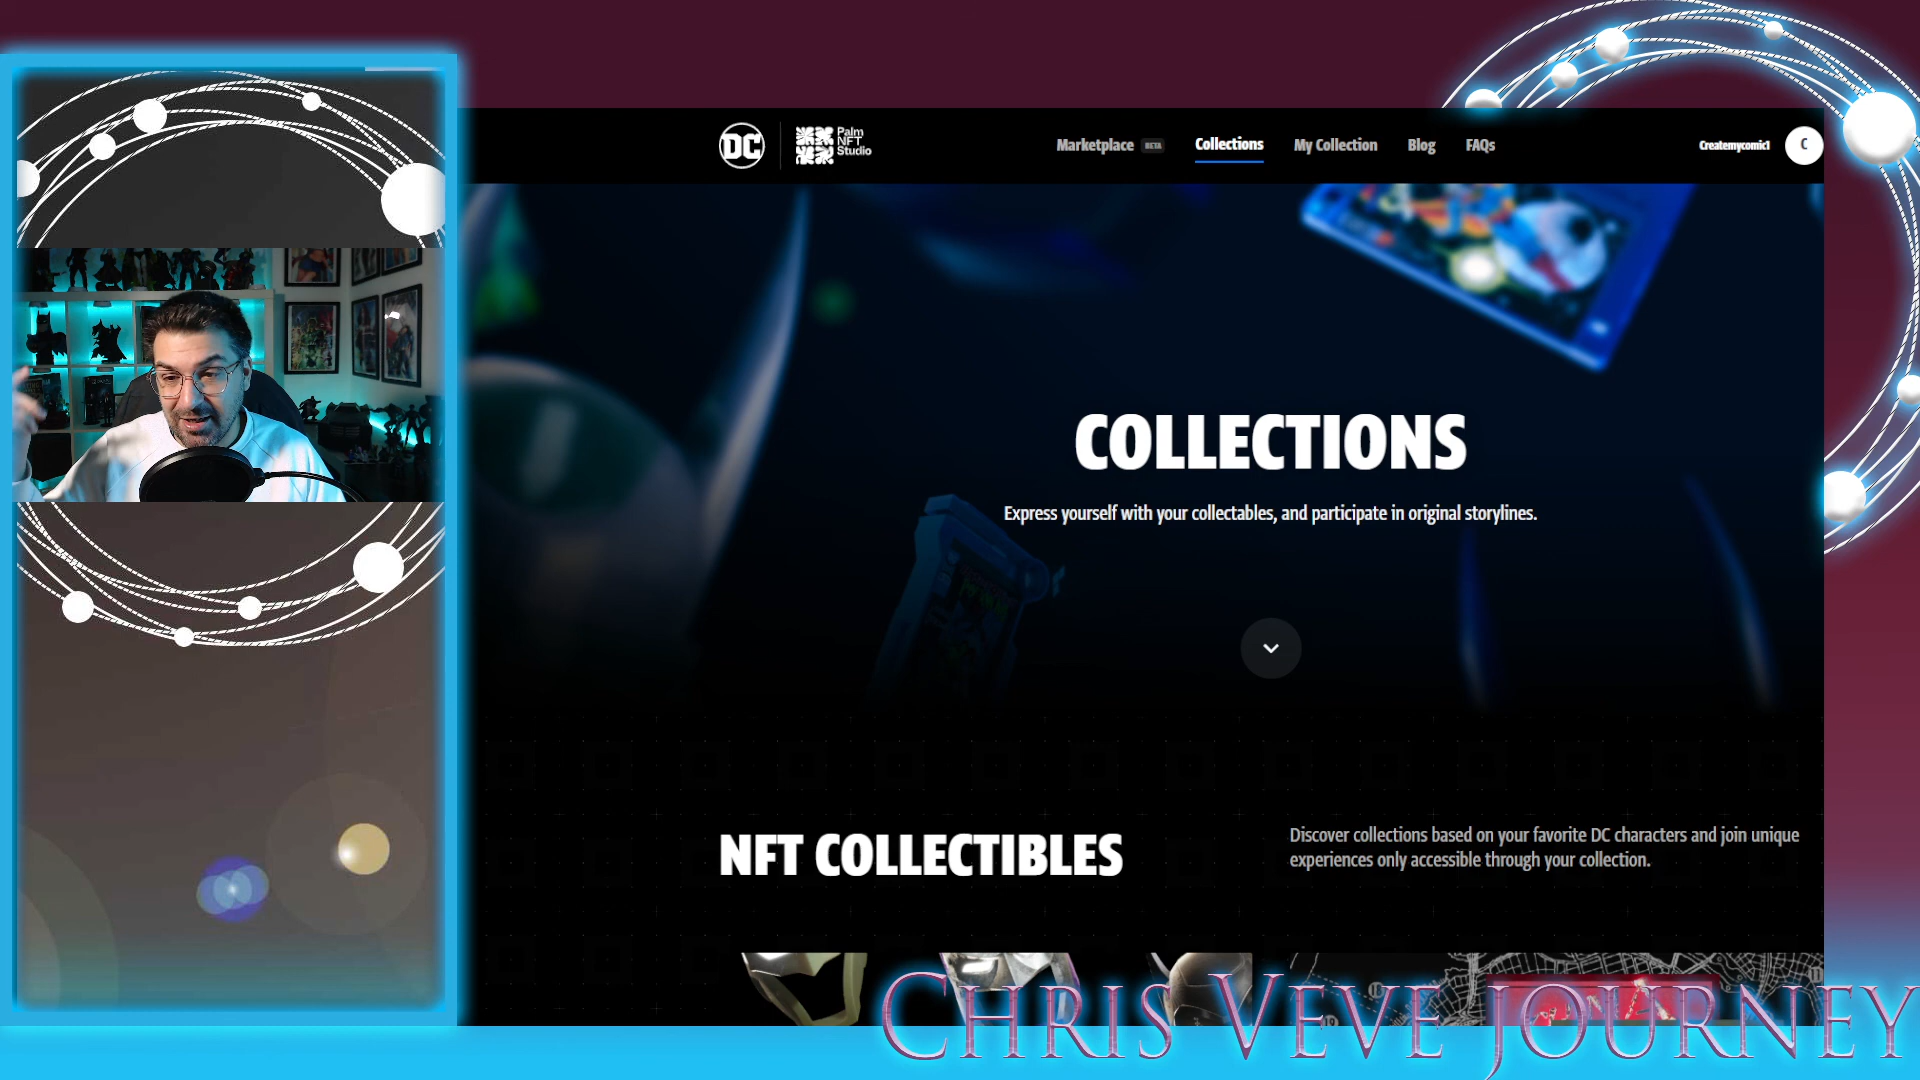 DC
Palm
NFT
Studio
Marketplace BETA
Collections
My Collection
Blog
FAQs
Createmycomic1
C
COLLECTIONS
Express yourself with your collectables, and participate in original storylines.
NFT COLLECTIBLES
Discover collections based on your favorite DC characters and join unique
experiences only accessible through your collection.
CHRIS VEVE JOURNEY